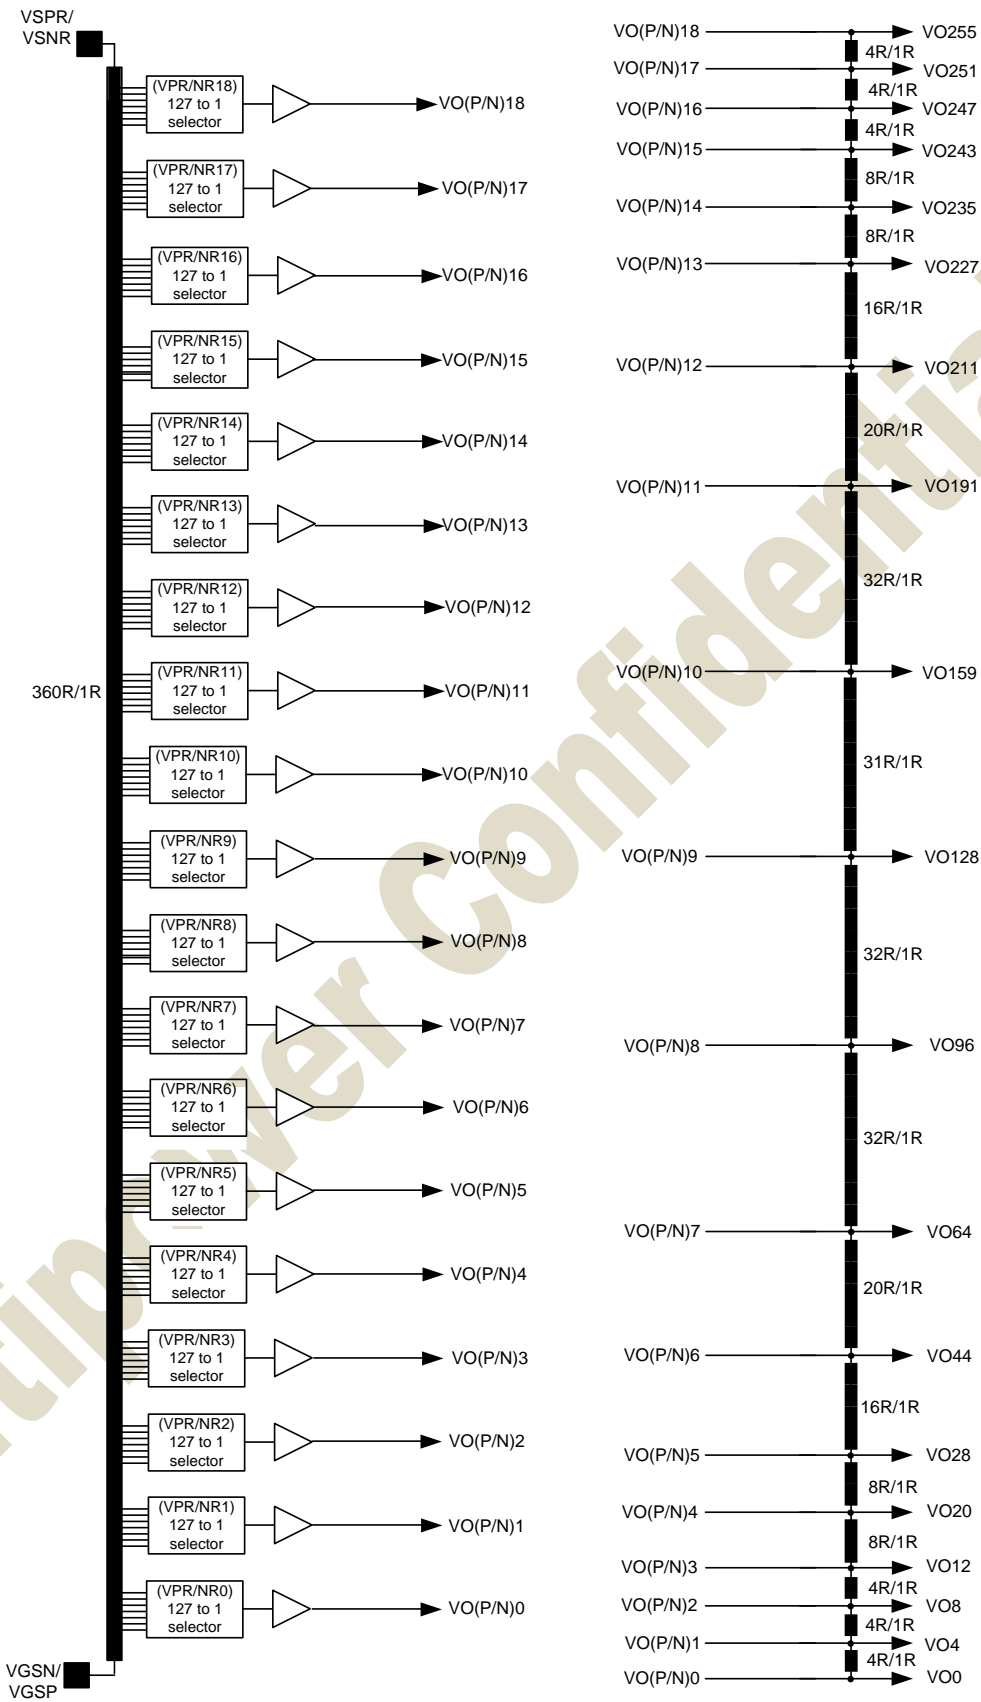 VSPR/
VSNR
(VPR/NR18)
127 to 1
selector
VO(P/N)18
(VPR/NR17)
127 to 1
selector
VO(P/N)17
(VPR/NR16)
127 to 1
selector
VO(P/N)16
(VPR/NR15)
127 to 1
selector
VO(P/N)15
(VPR/NR14)
127 to 1
selector
VO(P/N)14
(VPR/NR13)
127 to 1
selector
VO(P/N)13
(VPR/NR12)
127 to 1
selector
VO(P/N)12
360R/1R
(VPR/NR11)
127 to 1
selector
VO(P/N)11
(VPR/NR10)
127 to 1
selector
VO(P/N)10
(VPR/NR9)
127 to 1
selector
VO(P/N)9
(VPR/NR8)
127 to 1
selector
VO(P/N)8
(VPR/NR7)
127 to 1
selector
VO(P/N)7
(VPR/NR6)
127 to 1
selector
VO(P/N)6
(VPR/NR5)
127 to 1
selector
VO(P/N)5
(VPR/NR4)
127 to 1
selector
VO(P/N)4
(VPR/NR3)
127 to 1
selector
VO(P/N)3
(VPR/NR2)
127 to 1
selector
VO(P/N)2
(VPR/NR1)
127 to 1
selector
VO(P/N)1
(VPR/NR0)
127 to 1
selector
VO(P/N)0
VGSN/
VGSP
VO(P/N)18 VO255
4R/1R
VO(P/N)17 VO251
4R/1R
VO(P/N)16 VO247
4R/1R
VO(P/N)15 VO243
8R/1R
VO(P/N)14 VO235
8R/1R
VO(P/N)13 VO227
16R/1R
VO(P/N)12 VO211
20R/1R
VO(P/N)11 VO191
32R/1R
VO(P/N)10 VO159
31R/1R
VO(P/N)9 VO128
32R/1R
VO(P/N)8 VO96
32R/1R
VO(P/N)7 VO64
20R/1R
VO(P/N)6 VO44
16R/1R
VO(P/N)5 VO28
8R/1R
VO(P/N)4 VO20
8R/1R
VO(P/N)3 VO12
4R/1R
VO(P/N)2 VO8
4R/1R
VO(P/N)1 VO4
4R/1R
VO(P/N)0 VO0